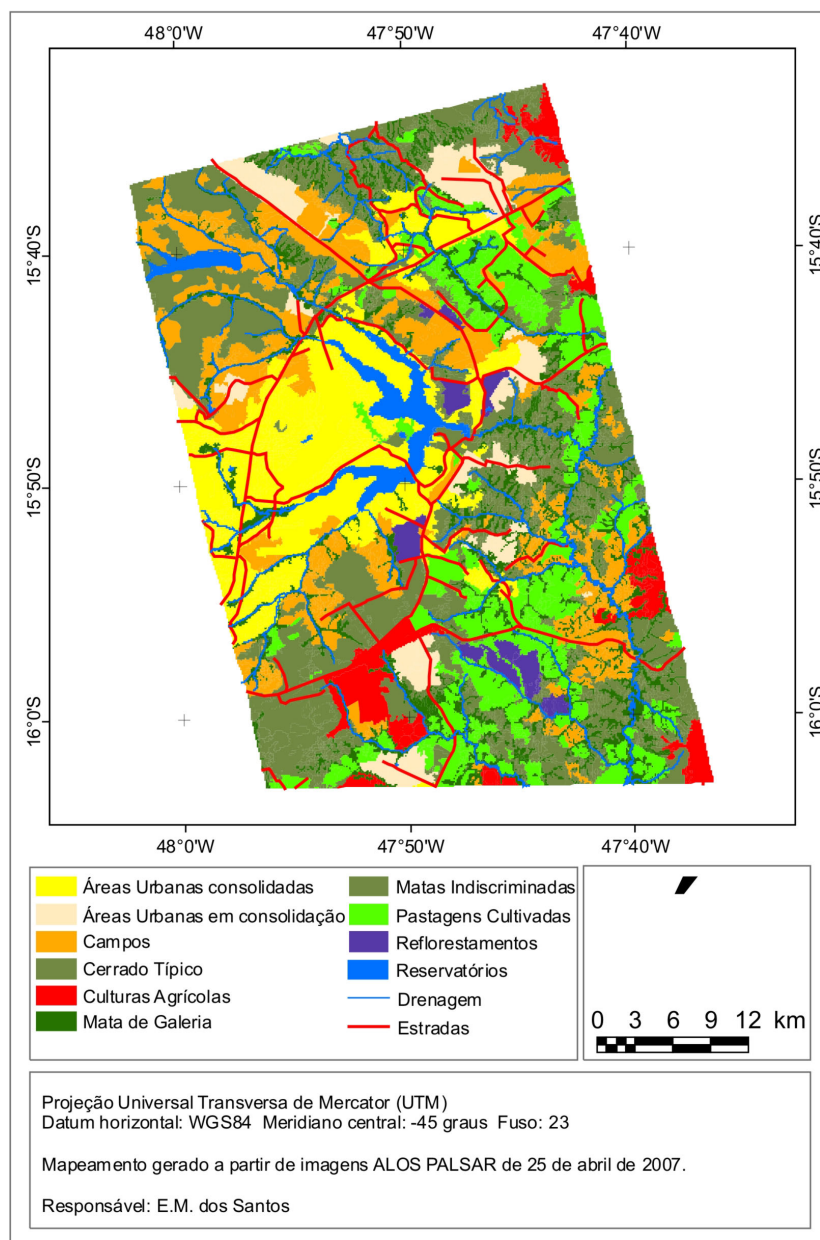 48°0'W 47°50'W 47°40'W
15°40'S 15°40'S
15°50'S 15°50'S
16°0'S 16°0'S
48°0'W 47°50'W 47°40'W
Áreas Urbanas consolidadas
Áreas Urbanas em consolidação
Campos
Cerrado Típico
Culturas Agrícolas
Mata de Galeria
Matas Indiscriminadas
Pastagens Cultivadas
Reflorestamentos
Reservatórios
Drenagem
Estradas
0 3 6 9 12 km
Projeção Universal Transversa de Mercator (UTM)
Datum horizontal: WGS84 Meridiano central: -45 graus Fuso: 23
Mapeamento gerado a partir de imagens ALOS PALSAR de 25 de abril de 2007.
Responsável: E.M. dos Santos